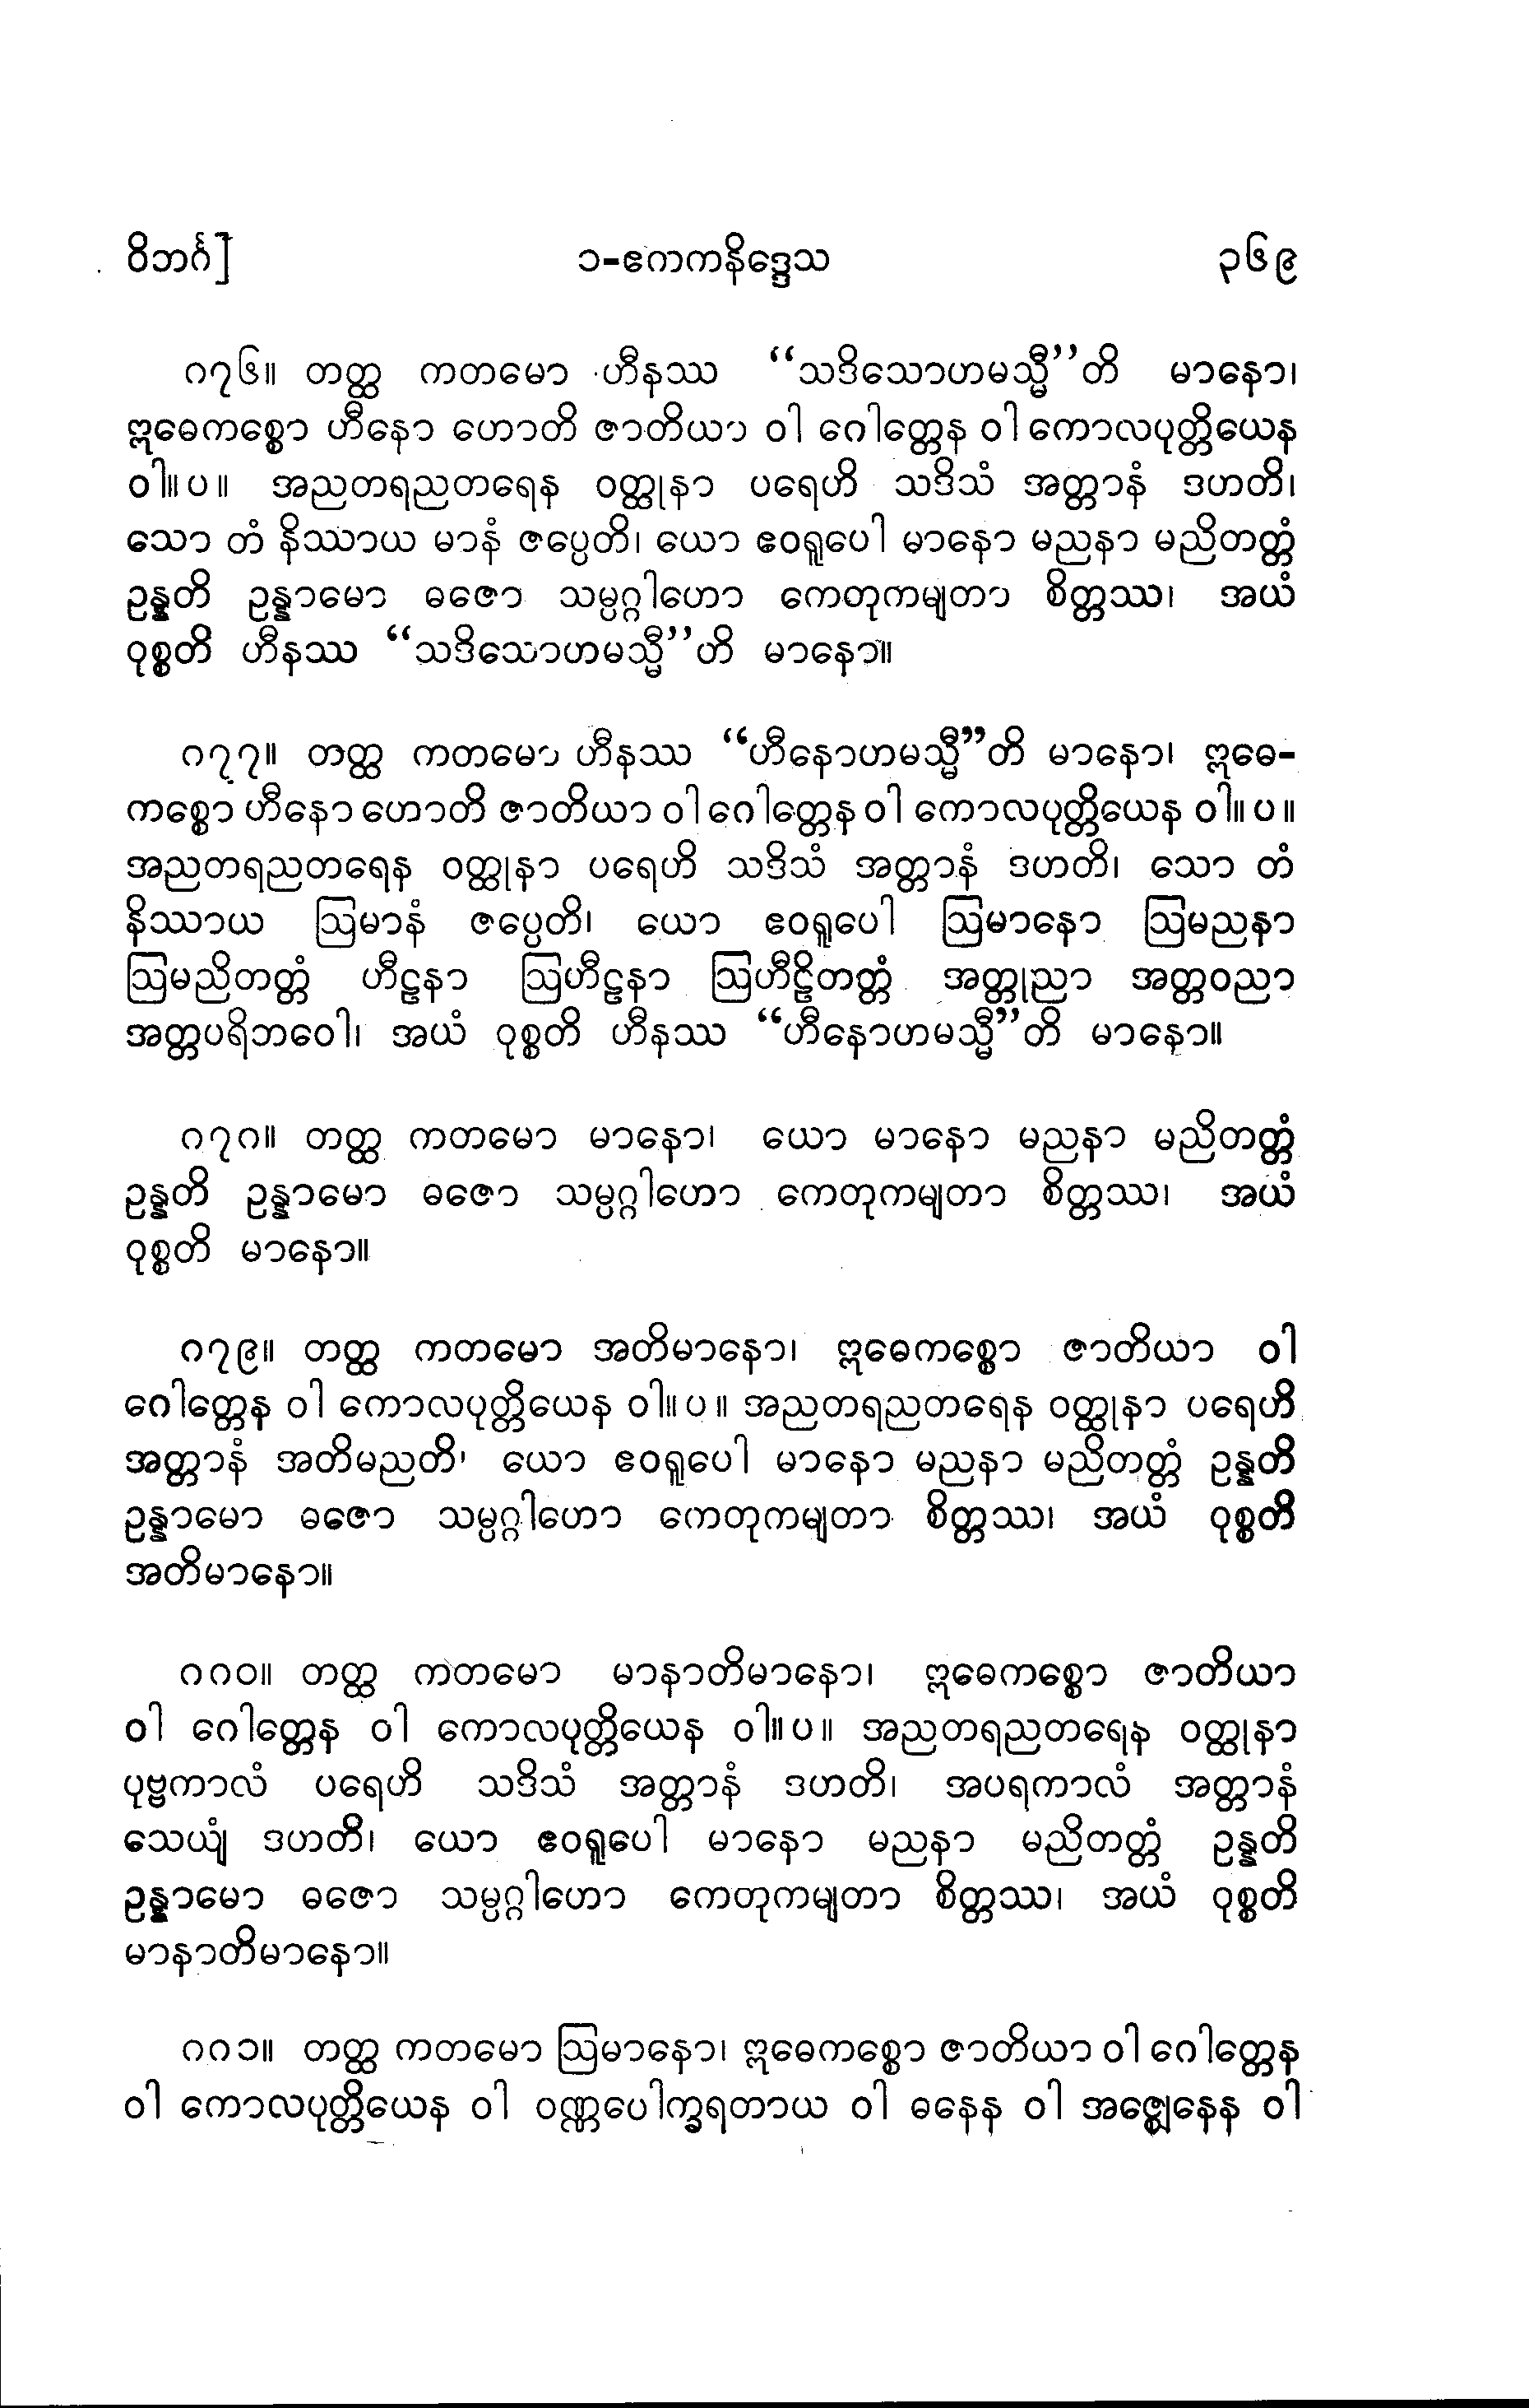 ဝိဘင်္ဂ]
၁-ဧကကနိဒ္ဒေသ
၃၆၉
၈၇၆။ တတ္ထ ကတမော ဟီနဿ “သဒိသောဟမသ္မီ”တိ မာနော၊
ဣဓေကစ္စော ဟီနော ဟောတိ ဇာတိယာ ဝါ ဂေါတ္တေန ဝါ ကောလပုတ္တိယေန
ဝါ။ပ။ အညတရညတရေန ဝတ္ထုနာ ပရေဟိ သဒိသံ အတ္တာနံ ဒဟတိ၊
သော တံ နိဿာယ မာနံ ဇပ္ပေတိ၊ ယော ဧဝရူပေါ မာနော မညနာ မညိတတ္တံ
ဥန္နတိ ဥန္နာမော ဓဇော သမ္ပဂ္ဂါဟော ကေတုကမျတာ စိတ္တဿ၊ အယံ
ဝုစ္စတိ ဟီနဿ “သဒိသောဟမသ္မီ”ဟိ မာနော။
၈၇၇။ တတ္ထ ကတမော ဟီနဿ “ဟီနောဟမသ္မီ”တိ မာနော၊ ဣဓေ-
ကစ္စော ဟီနော ဟောတိ ဇာတိယာ ဝါ ဂေါတ္တေန ဝါ ကောလပုတ္တိယေန ဝါ။ပ။
အညတရညတရေန ဝတ္ထုနာ ပရေဟိ သဒိသံ အတ္တာနံ ဒဟတိ၊ သော တံ
နိဿာယ ဩမာနံ ဇပ္ပေတိ၊ ယော ဧဝရူပေါ ဩမာနော ဩမညနာ
ဩမညိတတ္တံ ဟီဠနာ ဩဟီဠနာ ဩဟီဠိတတ္တံ အတ္တုညာ အတ္တဝညာ
အတ္တပရိဘဝေါ၊ အယံ ဝုစ္စတိ ဟီနဿ “ဟီနောဟမသ္မီ”တိ မာနော။
၈၇၈။ တတ္ထ ကတမော မာနော၊ ယော မာနော မညနာ မညိတတ္တံ
ဥန္နတိ ဥန္နာမော ဓဇော သမ္ပဂ္ဂါဟော ကေတုကမျတာ စိတ္တဿ၊ အယံ
ဝုစ္စတိ မာနော။
၈၇၉။ တတ္ထ ကတမော အတိမာနော၊ ဣဓေကစ္စော ဇာတိယာ ဝါ
ဂေါတ္တေန ဝါ ကောလပုတ္တိယေန ဝါ။ပ။ အညတရညတရေန ဝတ္ထုနာ ပရေဟိ
အတ္တာနံ အတိမညတိ၊ ယော ဧဝရူပေါ မာနော မညနာ မညိတတ္တံ ဥန္နတိ
ဥန္နာမော ဓဇော သမ္ပဂ္ဂါဟော ကေတုကမျတာ စိတ္တဿ၊ အယံ ဝုစ္စတိ
အတိမာနော။
၈၈၀။ တတ္ထ ကတမော မာနာတိမာနော၊ ဣဓေကစ္စော ဇာတိယာ
ဝါ ဂေါတ္တေန ဝါ ကောလပုတ္တိယေန ဝါ။ပ။ အညတရညတရေန ဝတ္ထုနာ
ပုဗ္ဗကာလံ ပရေဟိ သဒိသံ အတ္တာနံ ဒဟတိ၊ အပရကာလံ အတ္တာနံ
သေယျံ ဒဟတိ၊ ယော ဧဝရူပေါ မာနော မညနာ မညိတတ္တံ ဥန္နတိ
ဥန္နာမော ဓဇော သမ္ပဂ္ဂါဟော ကေတုကမျတာ စိတ္တဿ၊ အယံ ဝုစ္စတိ
မာနာတိမာနော။
၈၈၁။ တတ္ထ ကတမော ဩမာနော၊ ဣဓေကစ္စော ဇာတိယာ ဝါ ဂေါတ္တေန
ဝါ ကောလပုတ္တိယေန ဝါ ဝဏ္ဏပေါက္ခရတာယ ဝါ ဓနေန ဝါ အဇ္ဈေနေန ဝါ